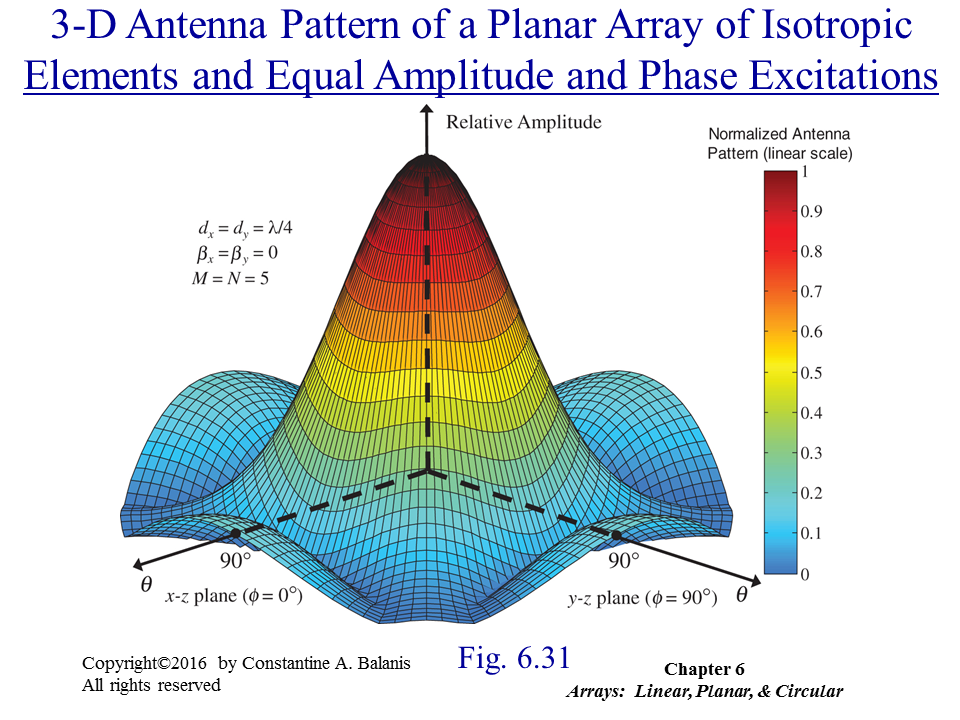 3-D Antenna Pattern of a Planar Array of Isotropic
Elements and Equal Amplitude and Phase Excitations
Relative Amplitude
Normalized Antenna
Pattern (linear scale)
dₓ = d_y = λ/4
βₓ = β_y = 0
M = N = 5
1
0.9
0.8
0.7
0.6
0.5
0.4
0.3
0.2
0.1
0
90°
90°
θ
x-z plane (ϕ = 0°)
y-z plane (ϕ = 90°)
θ
Fig. 6.31
Copyright©2016 by Constantine A. Balanis
All rights reserved
Chapter 6
Arrays: Linear, Planar, & Circular